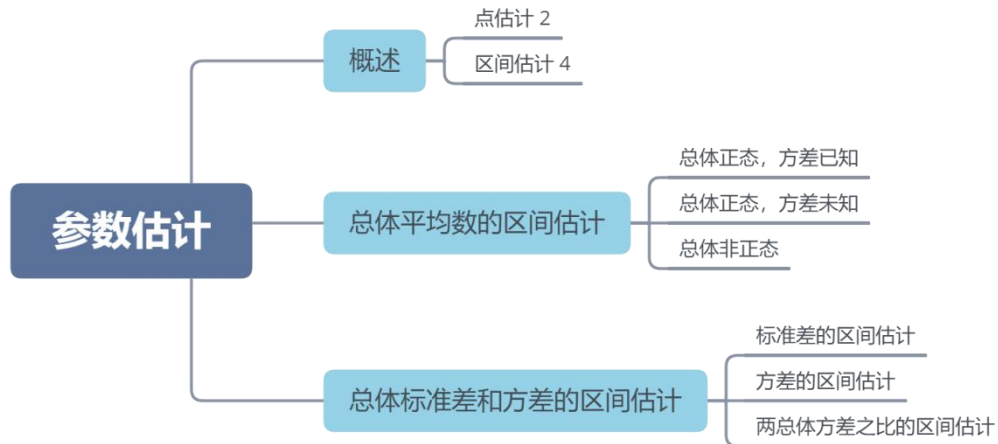 参数估计
概述
点估计 2
区间估计 4
总体平均数的区间估计
总体正态，方差已知
总体正态，方差未知
总体非正态
总体标准差和方差的区间估计
标准差的区间估计
方差的区间估计
两总体方差之比的区间估计